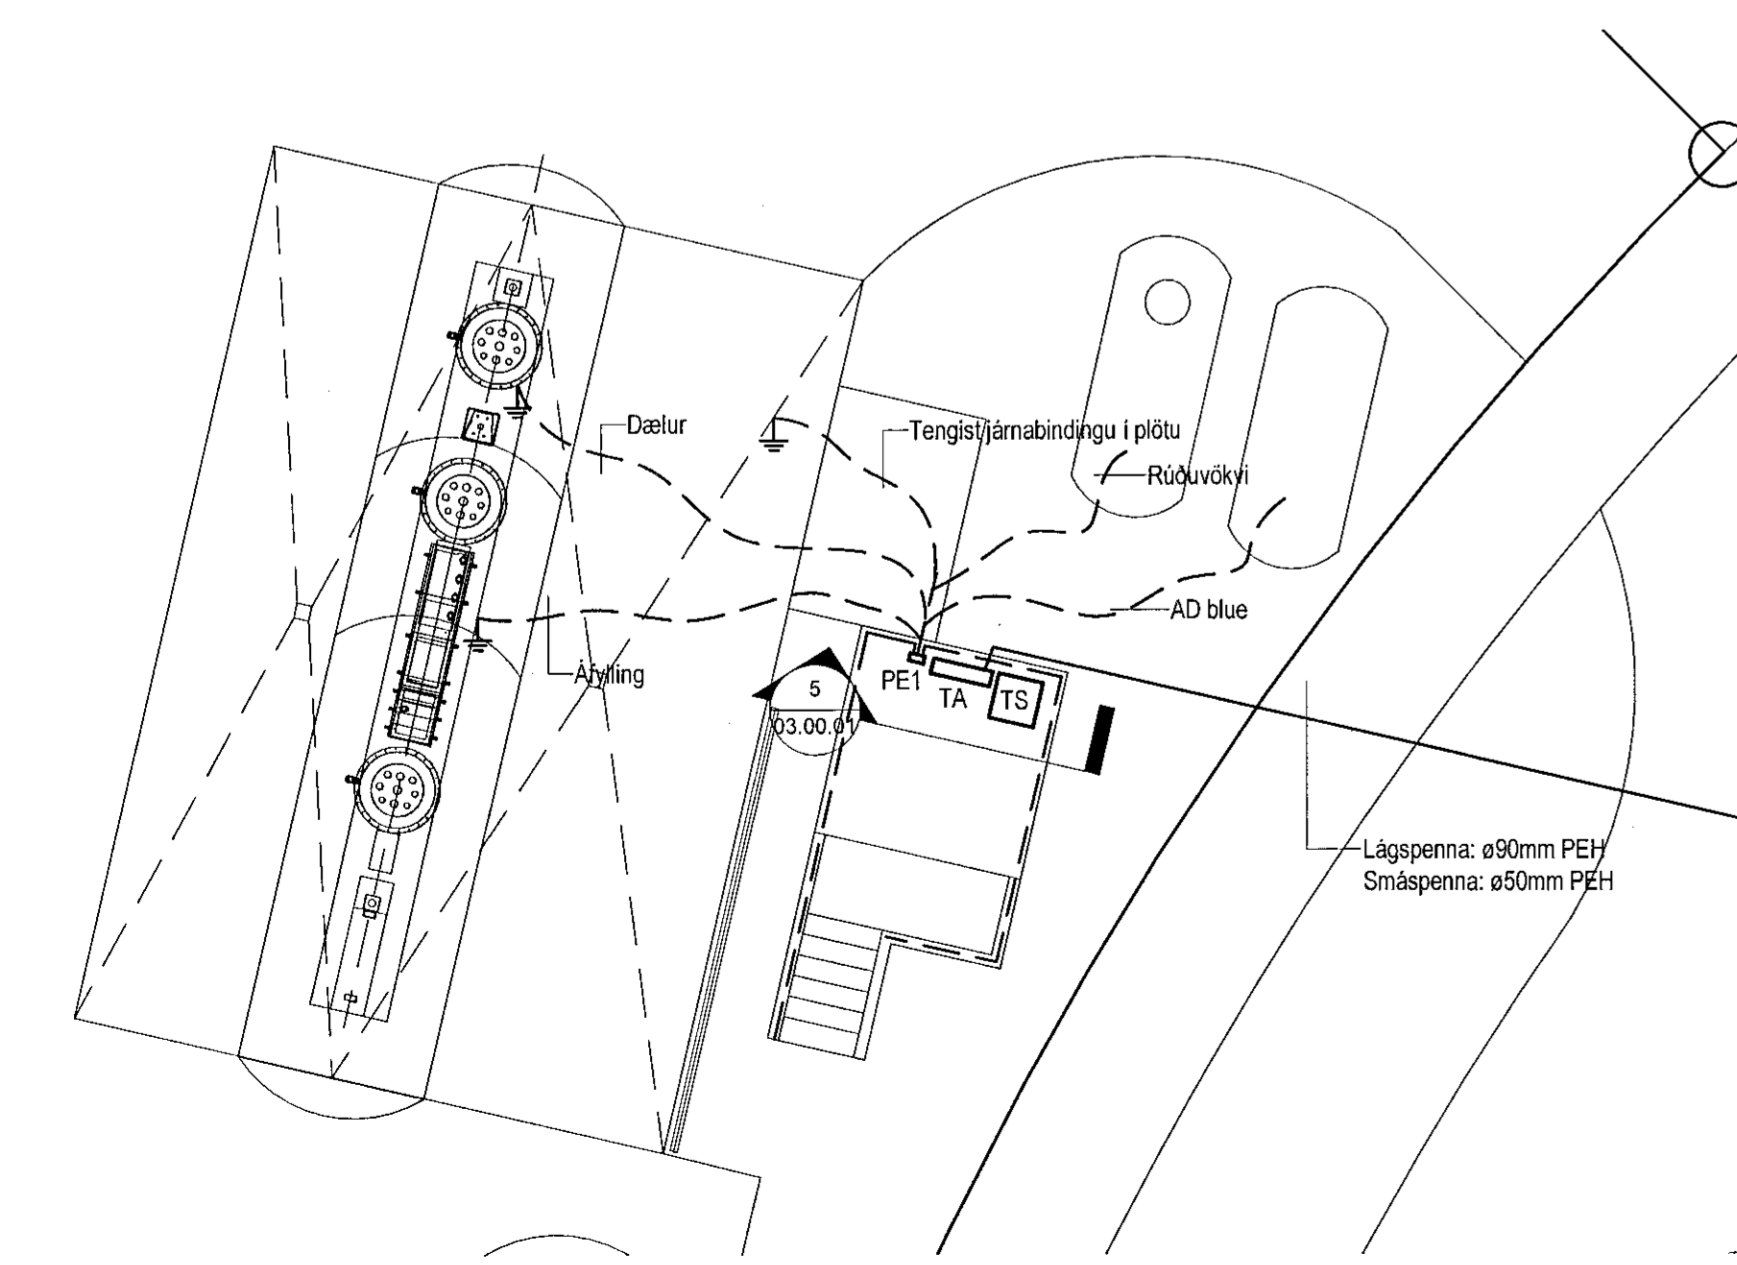 Dælur
Tengist járnabindingu í plötu
Rúðuvökvi
AD blue
Áfylling
PE1
TA
TS
5
03.00.01
Lágspenna: ø90mm PEH
Smáspenna: ø50mm PEH